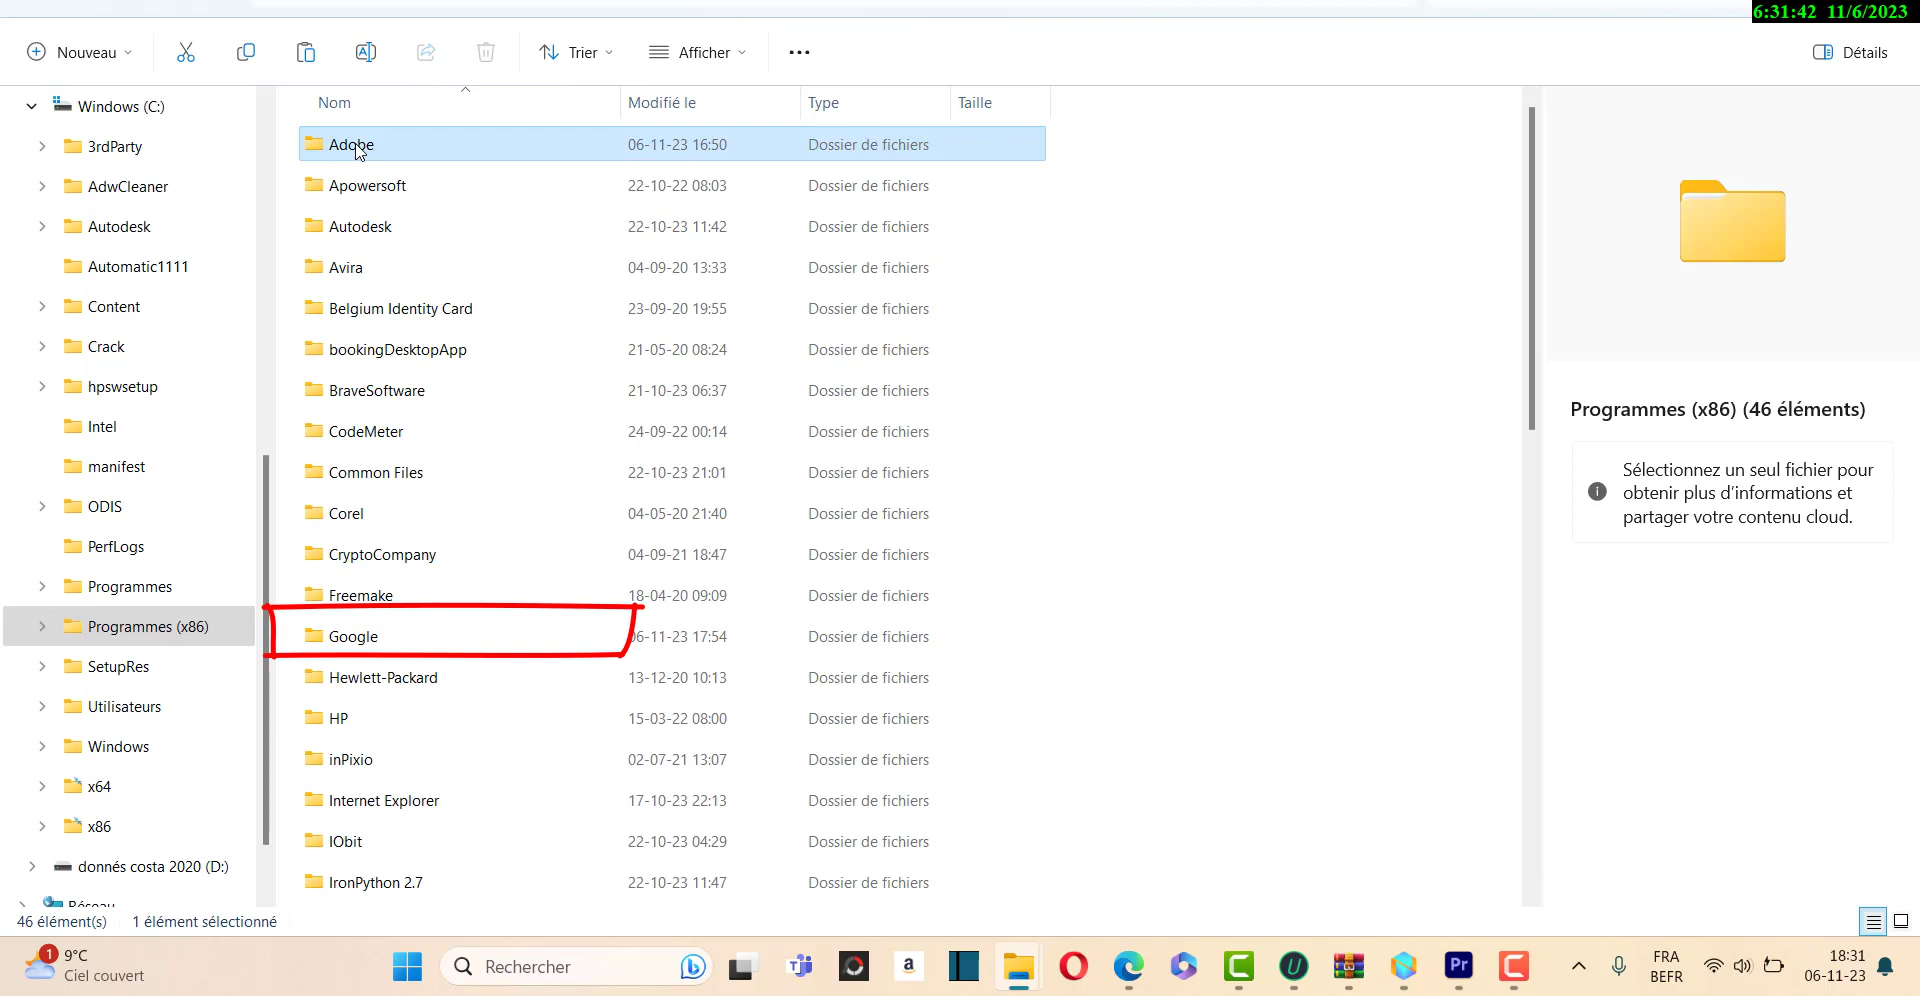 6:31:42 11/6/2023
Nouveau Trier Afficher Détails
Nom Modifié le Type Taille
Windows (C:)
3rdParty
AdwCleaner
Autodesk
Automatic1111
Content
Crack
hpswsetup
Intel
manifest
ODIS
PerfLogs
Programmes
Programmes (x86)
SetupRes
Utilisateurs
Windows
x64
x86
donnés costa 2020 (D:)
Réseau
Adobe 06-11-23 16:50 Dossier de fichiers
Apowersoft 22-10-22 08:03 Dossier de fichiers
Autodesk 22-10-23 11:42 Dossier de fichiers
Avira 04-09-20 13:33 Dossier de fichiers
Belgium Identity Card 23-09-20 19:55 Dossier de fichiers
bookingDesktopApp 21-05-20 08:24 Dossier de fichiers
BraveSoftware 21-10-23 06:37 Dossier de fichiers
CodeMeter 24-09-22 00:14 Dossier de fichiers
Common Files 22-10-23 21:01 Dossier de fichiers
Corel 04-05-20 21:40 Dossier de fichiers
CryptoCompany 04-09-21 18:47 Dossier de fichiers
Freemake 18-04-20 09:09 Dossier de fichiers
Google 06-11-23 17:54 Dossier de fichiers
Hewlett-Packard 13-12-20 10:13 Dossier de fichiers
HP 15-03-22 08:00 Dossier de fichiers
inPixio 02-07-21 13:07 Dossier de fichiers
Internet Explorer 17-10-23 22:13 Dossier de fichiers
IObit 22-10-23 04:29 Dossier de fichiers
IronPython 2.7 22-10-23 11:47 Dossier de fichiers
Programmes (x86) (46 éléments)
Sélectionnez un seul fichier pour
obtenir plus d'informations et
partager votre contenu cloud.
46 élément(s) 1 élément sélectionné
1 9°C
Ciel couvert
Rechercher
FRA
BEFR
18:31
06-11-23